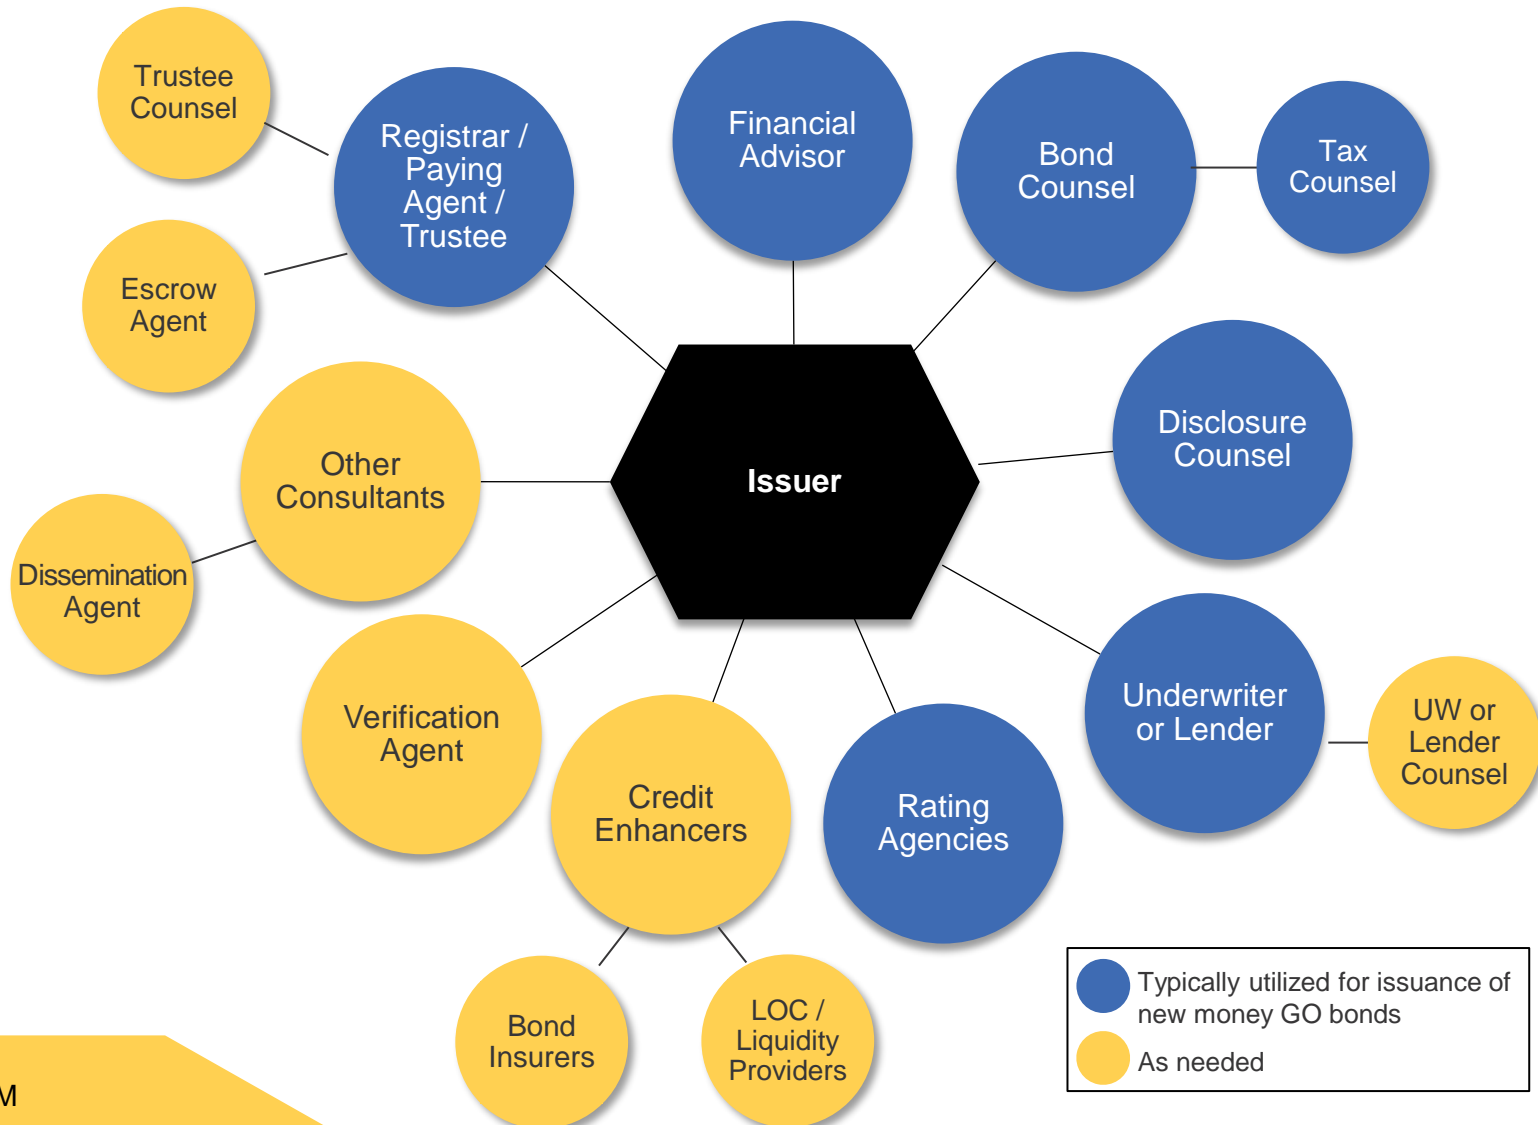 Trustee
Counsel
Registrar /
Paying
Agent /
Trustee
Financial
Advisor
Bond
Counsel
Tax
Counsel
Escrow
Agent
Other
Consultants
Issuer
Disclosure
Counsel
Dissemination
Agent
Verification
Agent
Credit
Enhancers
Rating
Agencies
Underwriter
or Lender
UW or
Lender
Counsel
Bond
Insurers
LOC /
Liquidity
Providers
Typically utilized for issuance of
new money GO bonds
As needed
M